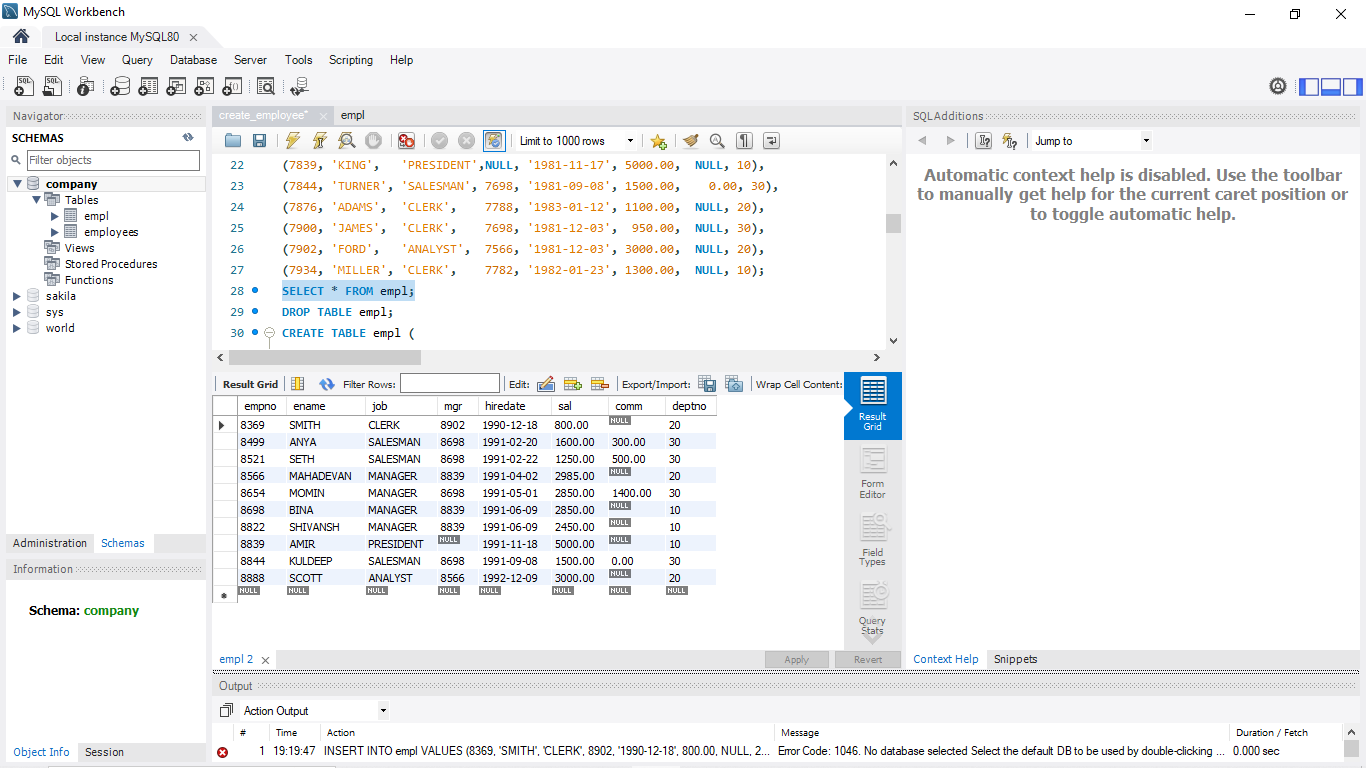 MySQL Workbench
Local instance MySQL80
File Edit View Query Database Server Tools Scripting Help
Navigator
SCHEMAS
Filter objects
company
Tables
empl
employees
Views
Stored Procedures
Functions
sakila
sys
world
Administration Schemas
Information
Schema: company
Object Info Session
create_employee* empl
Limit to 1000 rows
22 (7839, 'KING', 'PRESIDENT',NULL, '1981-11-17', 5000.00, NULL, 10),
23 (7844, 'TURNER', 'SALESMAN', 7698, '1981-09-08', 1500.00, 0.00, 30),
24 (7876, 'ADAMS', 'CLERK', 7788, '1983-01-12', 1100.00, NULL, 20),
25 (7900, 'JAMES', 'CLERK', 7698, '1981-12-03', 950.00, NULL, 30),
26 (7902, 'FORD', 'ANALYST', 7566, '1981-12-03', 3000.00, NULL, 20),
27 (7934, 'MILLER', 'CLERK', 7782, '1982-01-23', 1300.00, NULL, 10);
28 SELECT * FROM empl;
29 DROP TABLE empl;
30 CREATE TABLE empl (
Result Grid Filter Rows: Edit: Export/Import: Wrap Cell Content:
empno ename job mgr hiredate sal comm deptno
8369 SMITH CLERK 8902 1990-12-18 800.00 NULL 20
8499 ANYA SALESMAN 8698 1991-02-20 1600.00 300.00 30
8521 SETH SALESMAN 8698 1991-02-22 1250.00 500.00 30
8566 MAHADEVAN MANAGER 8839 1991-04-02 2985.00 NULL 20
8654 MOMIN MANAGER 8698 1991-05-01 2850.00 1400.00 30
8698 BINA MANAGER 8839 1991-06-09 2850.00 NULL 10
8822 SHIVANSH MANAGER 8839 1991-06-09 2450.00 NULL 10
8839 AMIR PRESIDENT NULL 1991-11-18 5000.00 NULL 10
8844 KULDEEP SALESMAN 8698 1991-09-08 1500.00 0.00 30
8888 SCOTT ANALYST 8566 1992-12-09 3000.00 NULL 20
NULL NULL NULL NULL NULL NULL NULL NULL
Result
Grid
Form
Editor
Field
Types
Query
Stats
empl 2 Apply Revert
SQLAdditions
Jump to
Automatic context help is disabled. Use the toolbar
to manually get help for the current caret position or
to toggle automatic help.
Context Help Snippets
Output
Action Output
# Time Action Message Duration / Fetch
1 19:19:47 INSERT INTO empl VALUES (8369, 'SMITH', 'CLERK', 8902, '1990-12-18', 800.00, NULL, 2... Error Code: 1046. No database selected Select the default DB to be used by double-clicking ... 0.000 sec